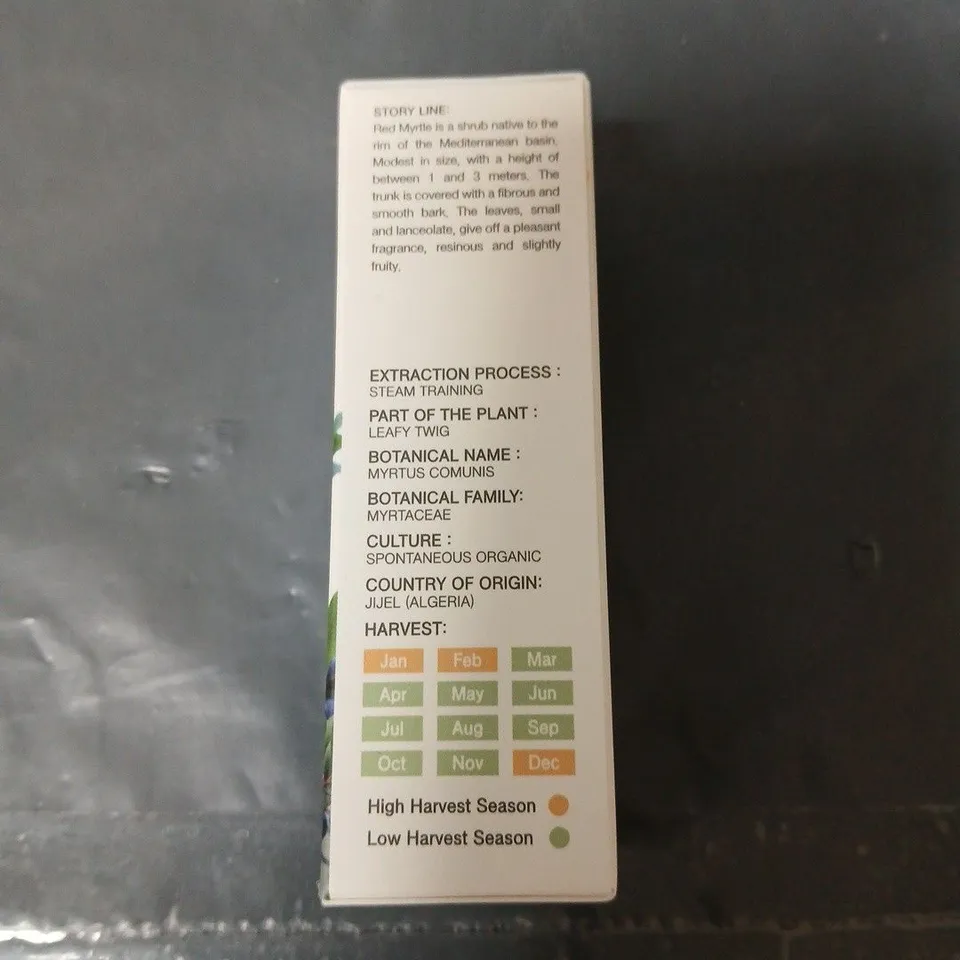 STORY LINE:
Red Myrtle is a shrub native to the
rim of the Mediterranean basin.
Modest in size, with a height of
between 1 and 3 meters. The
trunk is covered with a fibrous and
smooth bark. The leaves, small
and lanceolate, give off a pleasant
fragrance, resinous and slightly
fruity.
EXTRACTION PROCESS :
STEAM TRAINING
PART OF THE PLANT :
LEAFY TWIG
BOTANICAL NAME :
MYRTUS COMUNIS
BOTANICAL FAMILY:
MYRTACEAE
CULTURE :
SPONTANEOUS ORGANIC
COUNTRY OF ORIGIN:
JIJEL (ALGERIA)
HARVEST:
Jan Feb Mar
Apr May Jun
Jul Aug Sep
Oct Nov Dec
High Harvest Season
Low Harvest Season